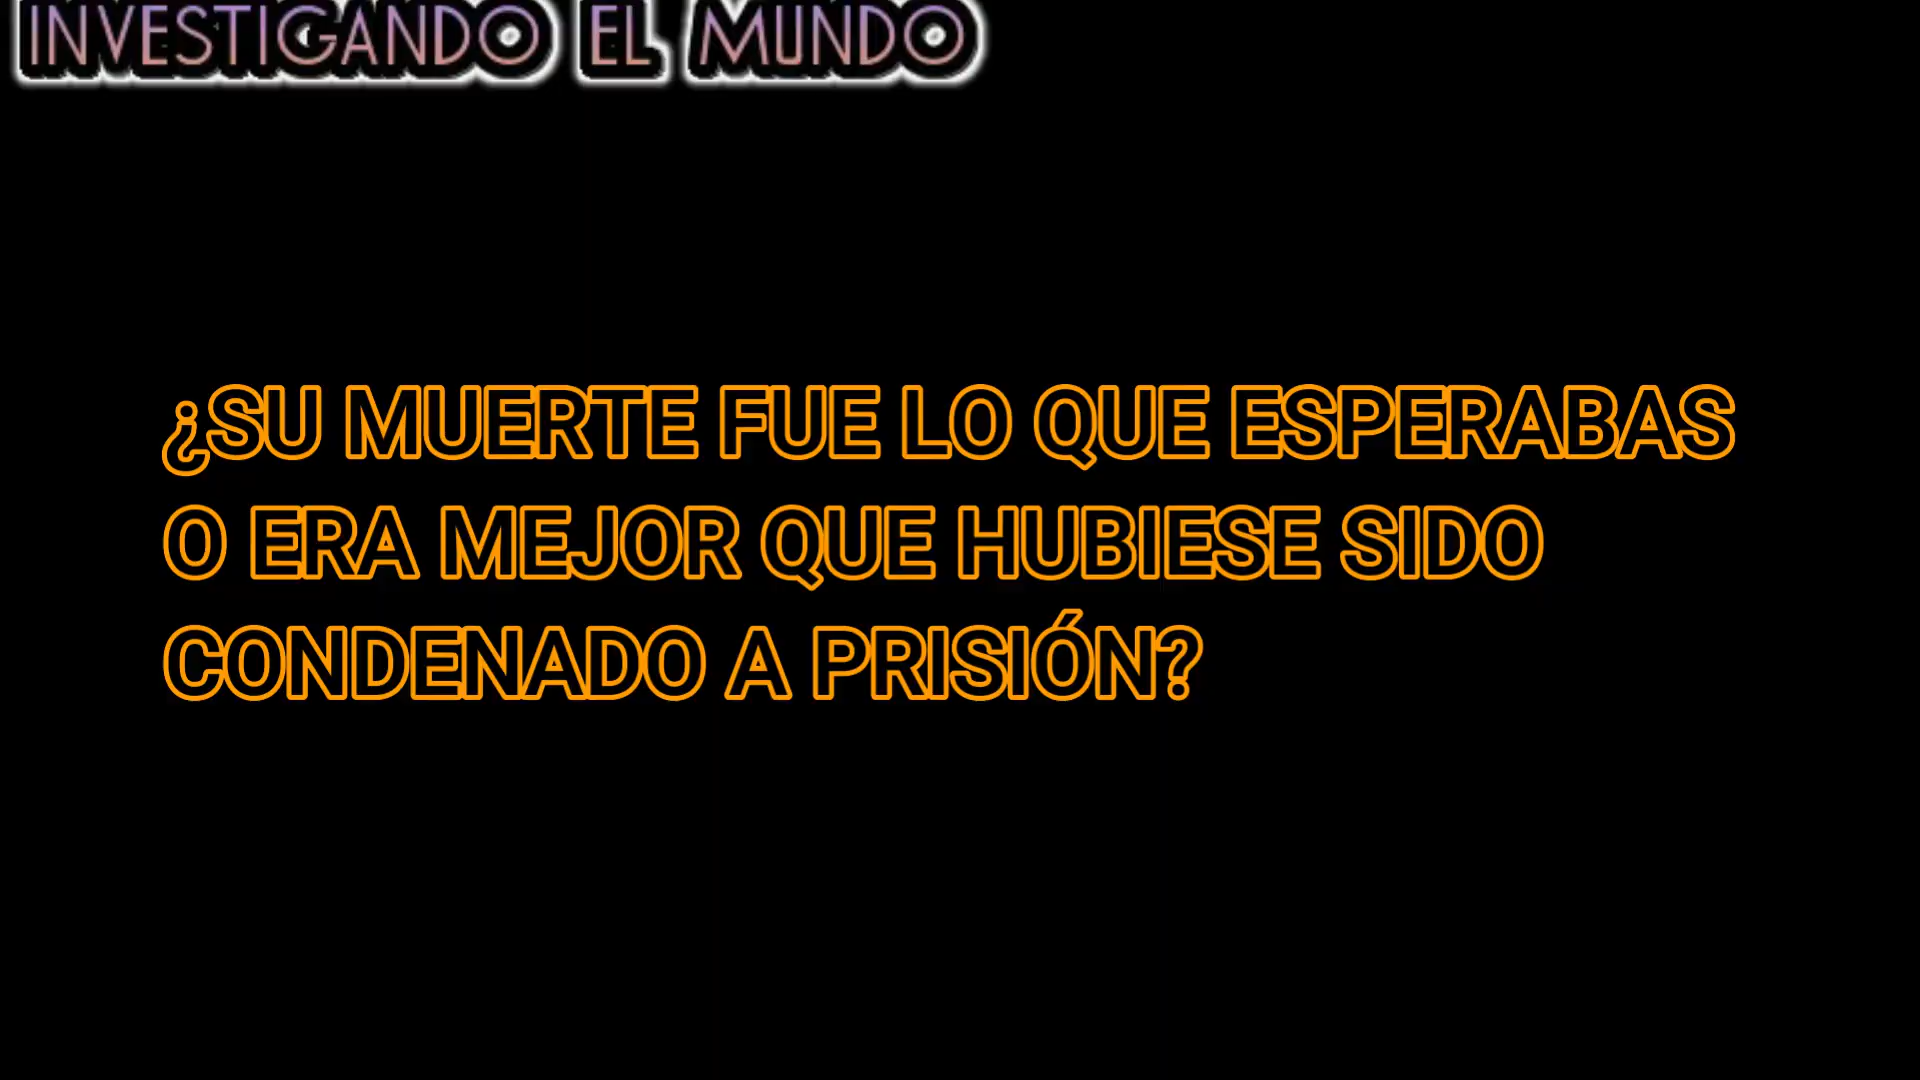 INVESTIGANDO EL MUNDO
¿SU MUERTE FUE LO QUE ESPERABAS
O ERA MEJOR QUE HUBIESE SIDO
CONDENADO A PRISIÓN?